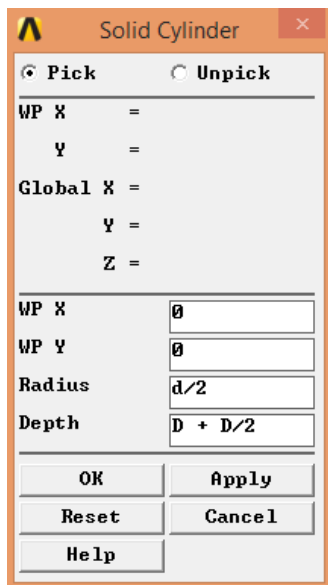 Solid Cylinder
Pick Unpick
WP X =
Y =
Global X =
Y =
Z =
WP X 0
WP Y 0
Radius d/2
Depth D + D/2
OK Apply
Reset Cancel
Help